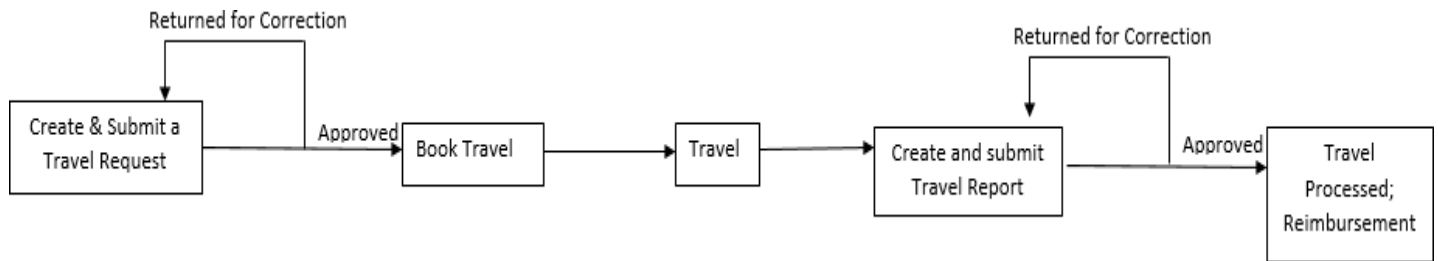 Returned for Correction
Create & Submit a
Travel Request
Approved
Book Travel
Travel
Returned for Correction
Create and submit
Travel Report
Approved
Travel
Processed;
Reimbursement